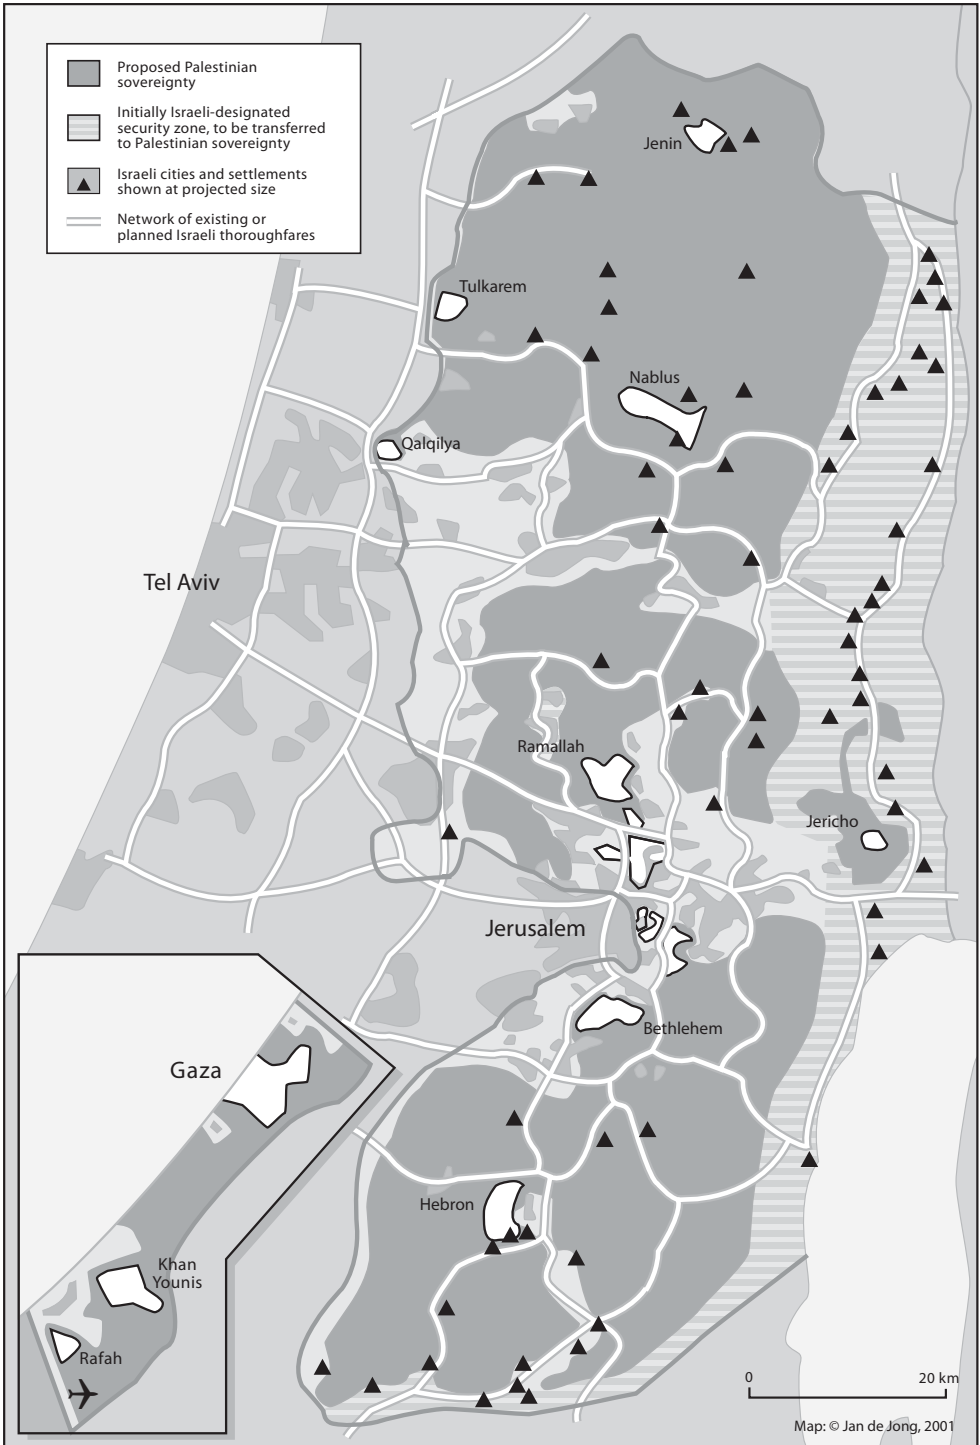 Proposed Palestinian
sovereignty
Initially Israeli-designated
security zone, to be transferred
to Palestinian sovereignty
Israeli cities and settlements
shown at projected size
Network of existing or
planned Israeli thoroughfares
Jenin
Tulkarem
Nablus
Qalqilya
Tel Aviv
Ramallah
Jericho
Jerusalem
Bethlehem
Gaza
Hebron
Khan
Younis
Rafah
0 20 km
Map: © Jan de Jong, 2001